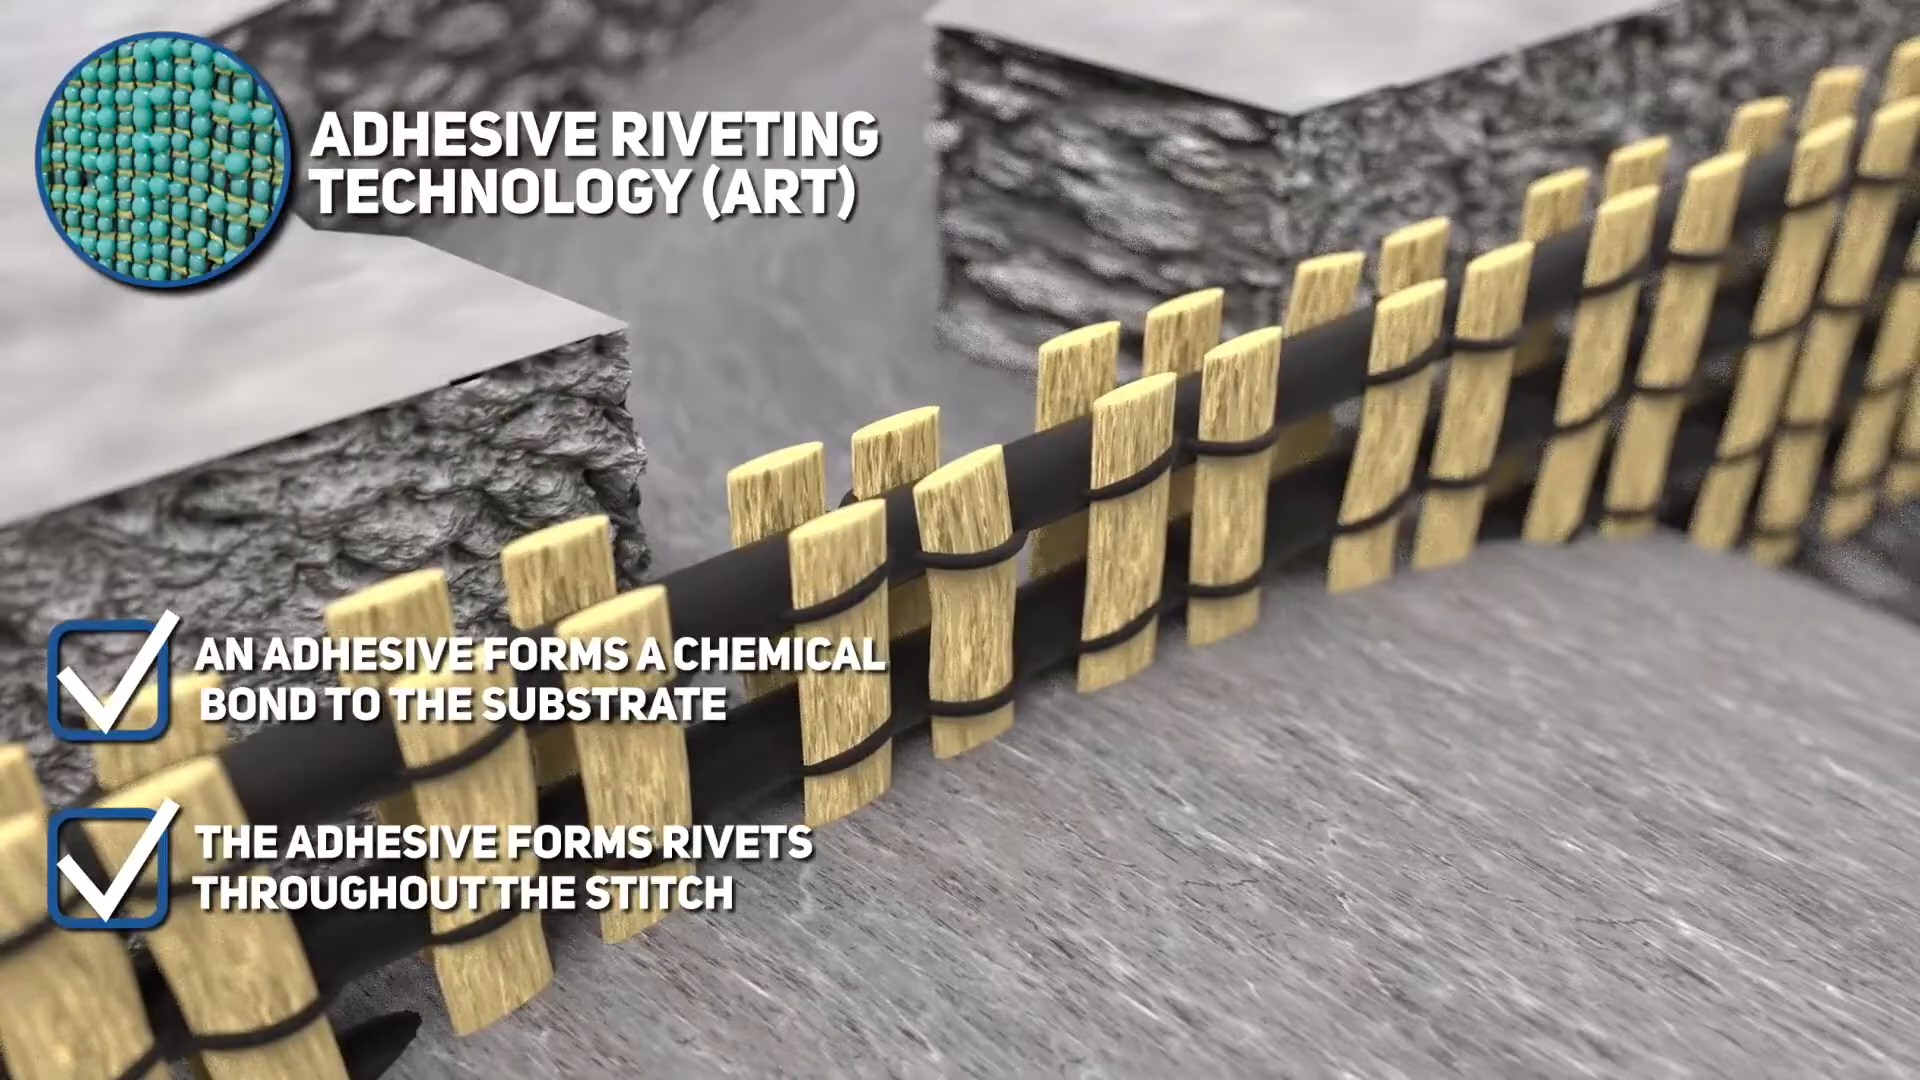 ADHESIVE RIVETING
TECHNOLOGY (ART)
AN ADHESIVE FORMS A CHEMICAL
BOND TO THE SUBSTRATE
THE ADHESIVE FORMS RIVETS
THROUGHOUT THE STITCH